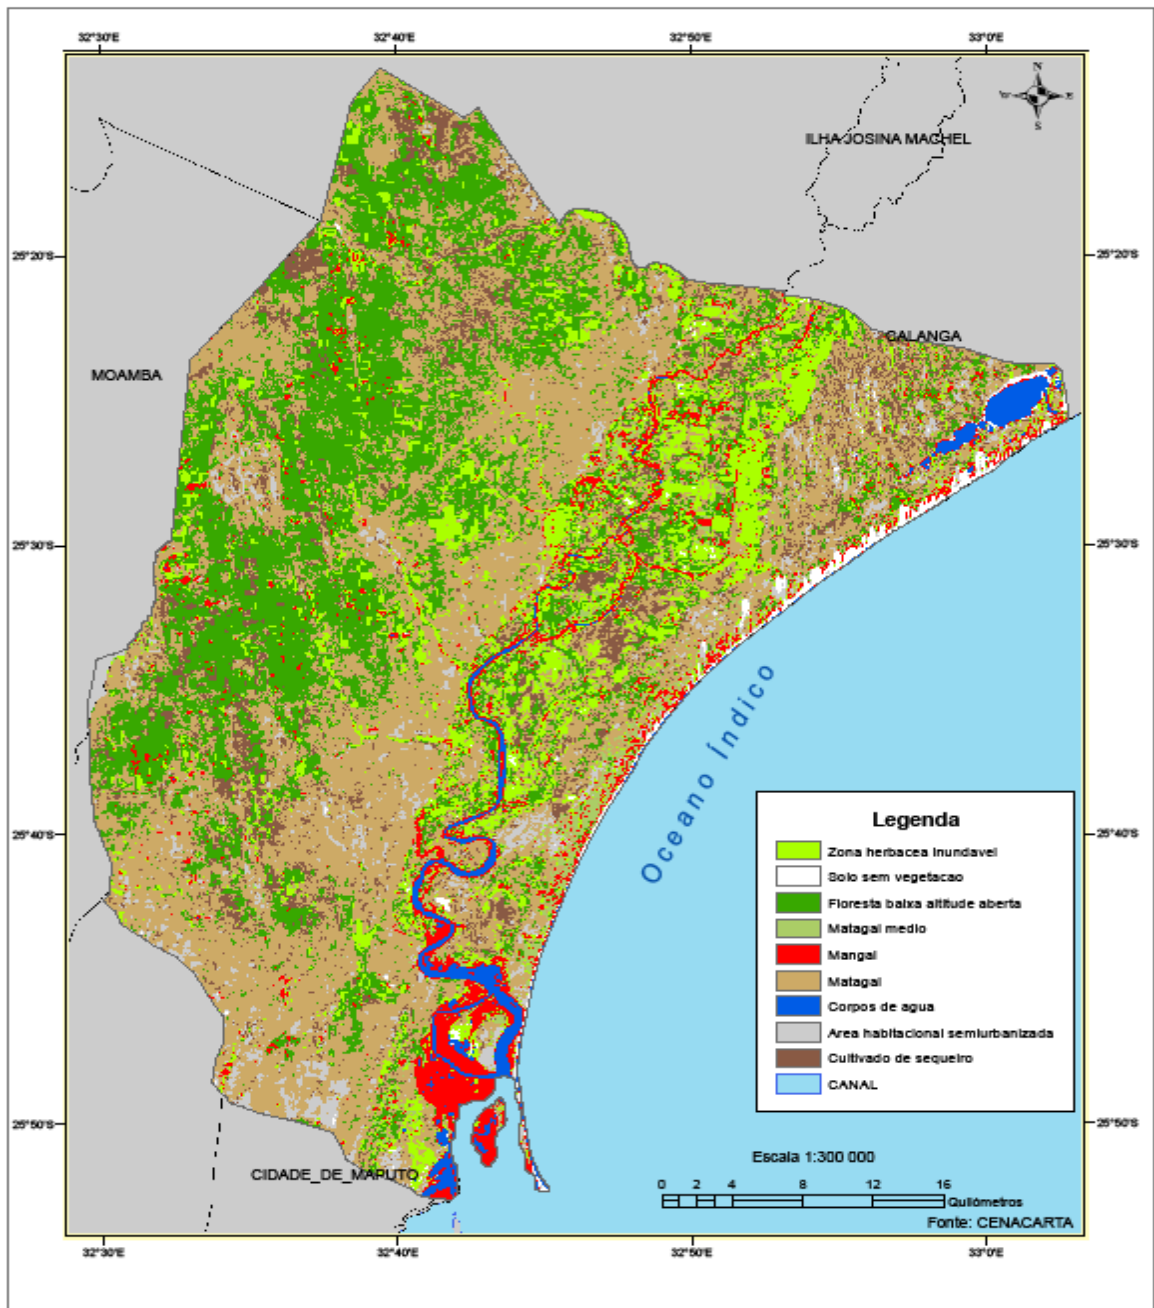 32°30'E 32°40'E 32°50'E 33°0'E
N
W E
S
ILHA JOSINA MACHEL
25°20'S 25°20'S
CALANGA
MOAMBA
25°30'S 25°30'S
Oceano Índico
25°40'S 25°40'S
Legenda
Zona herbacea Inundavel
Solo sem vegetacao
Floresta baixa altitude aberta
Matagal medio
Mangal
Matagal
Corpos de agua
Area habitacional semiurbanizada
Cultivado de sequeiro
CANAL
25°50'S 25°50'S
Escala 1:300 000
CIDADE_DE_MAPUTO
0 2 4 8 12 16
Quilómetros
Fonte: CENACARTA
32°30'E 32°40'E 32°50'E 33°0'E